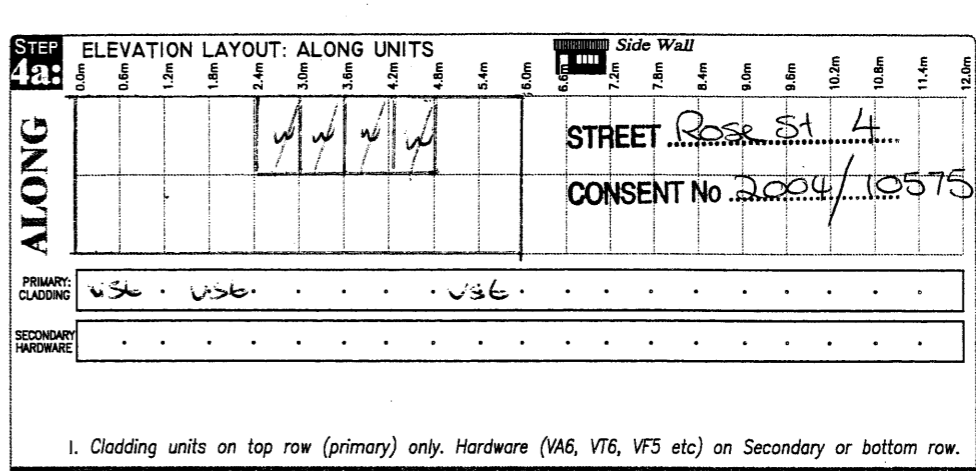 STEP 4a: ELEVATION LAYOUT: ALONG UNITS Side Wall
0.0m 0.6m 1.2m 1.8m 2.4m 3.0m 3.6m 4.2m 4.8m 5.4m 6.0m 6.6m 7.2m 7.8m 8.4m 9.0m 9.6m 10.2m 10.8m 11.4m 12.0m
ALONG
W W W W
STREET Rose St 4
CONSENT No 2004/10575
PRIMARY: CLADDING VS6 VS6 VS6
SECONDARY HARDWARE
1. Cladding units on top row (primary) only. Hardware (VA6, VT6, VF5 etc) on Secondary or bottom row.